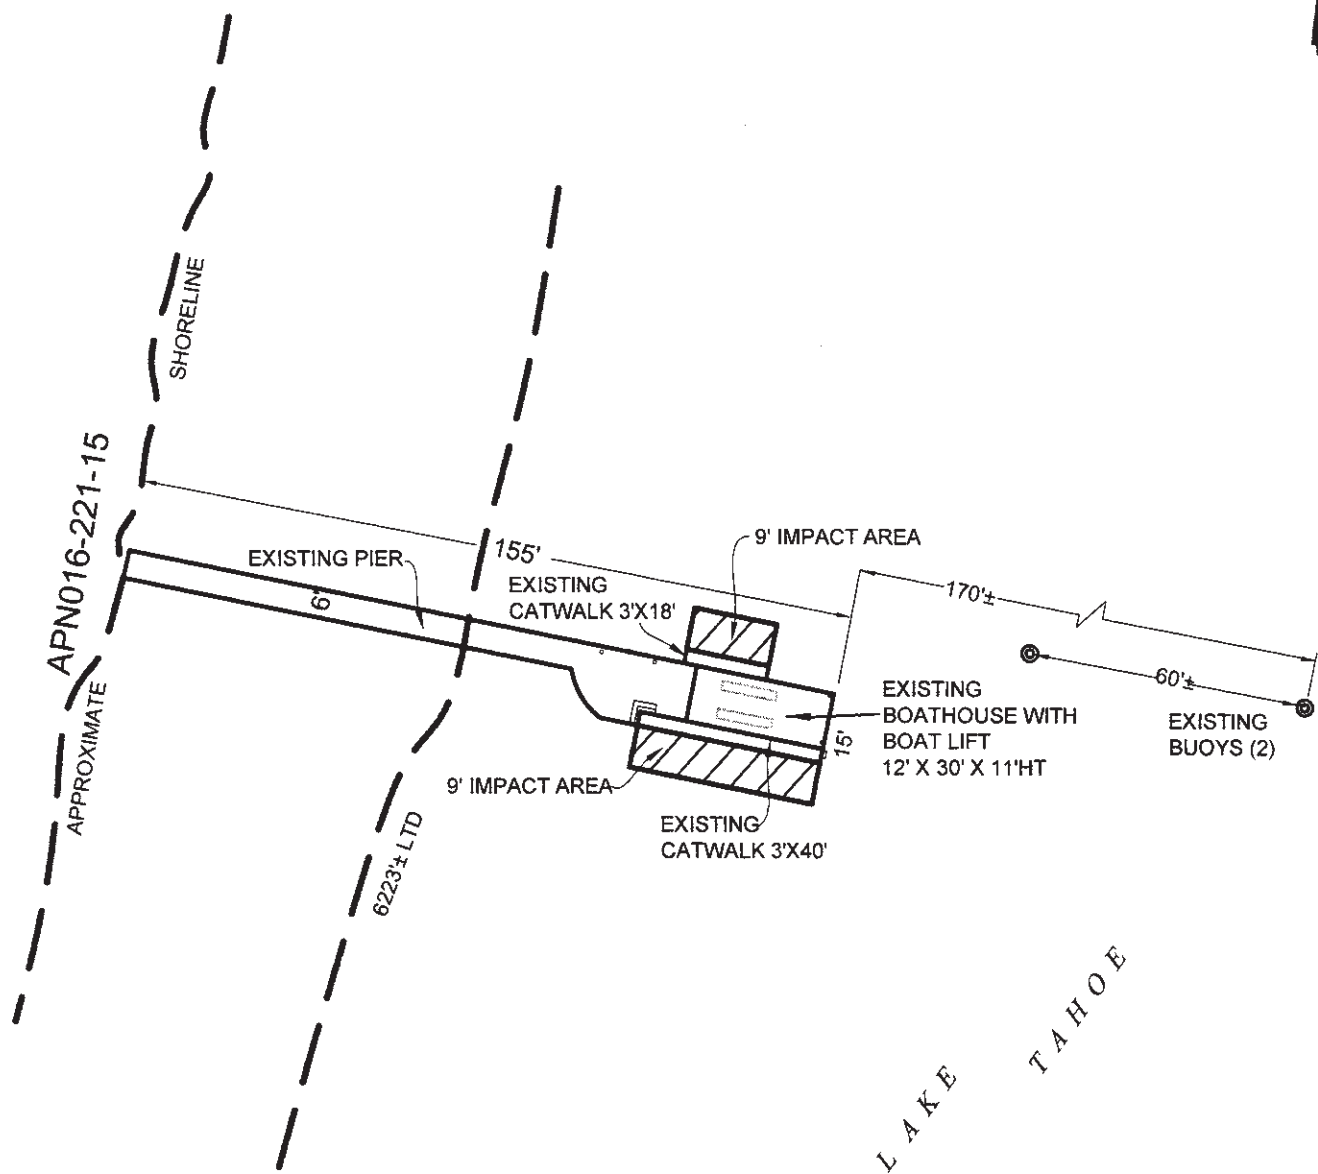 SHORELINE
APN016-221-15
APPROXIMATE
EXISTING PIER
6'
155'
9' IMPACT AREA
EXISTING
CATWALK 3'X18'
170'±
60'±
EXISTING
BUOYS (2)
EXISTING
BOATHOUSE WITH
BOAT LIFT
12' X 30' X 11'HT
15'
9' IMPACT AREA
EXISTING
CATWALK 3'X40'
6223'± LTD
LAKE TAHOE